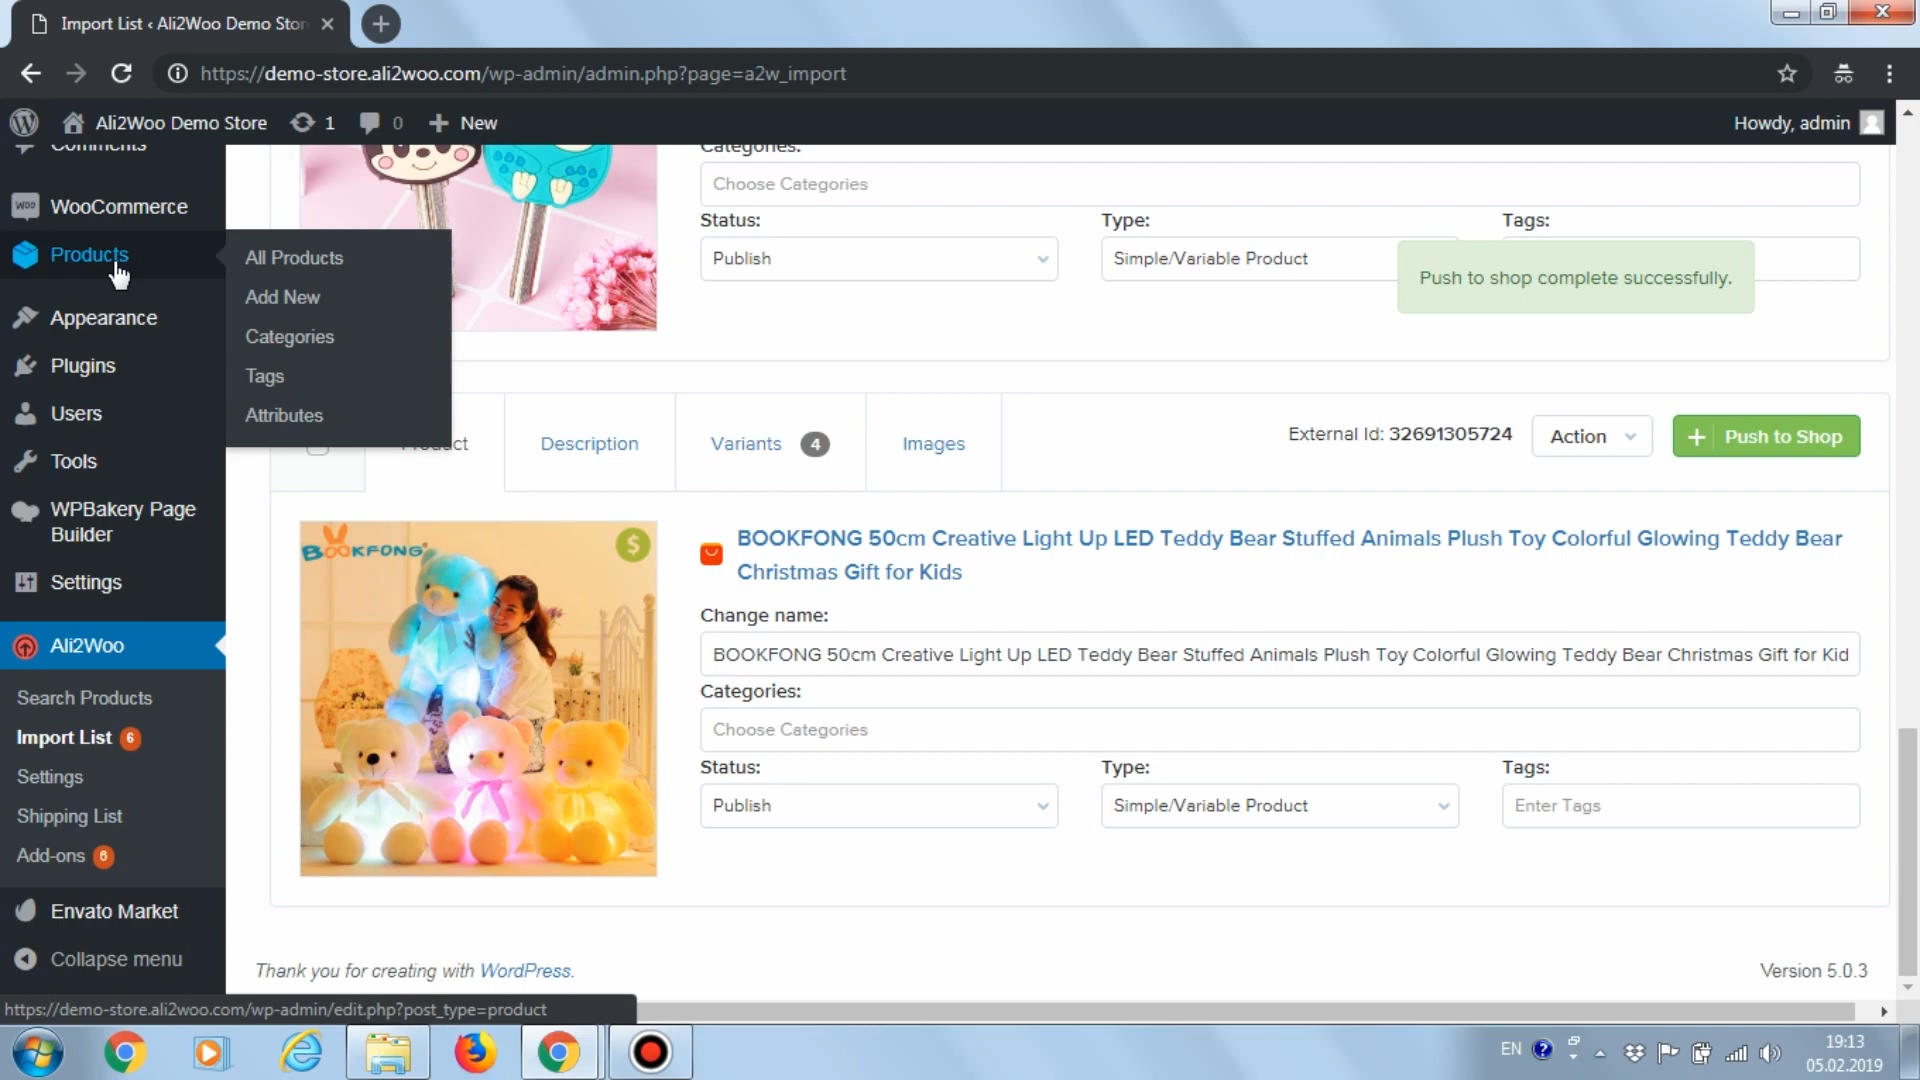 Import List ‹ Ali2Woo Demo Stor
https://demo-store.ali2woo.com/wp-admin/admin.php?page=a2w_import
Ali2Woo Demo Store 1 0 New
Howdy, admin
Comments
WooCommerce
Products
Appearance
Plugins
Users
Tools
WPBakery Page
Builder
Settings
Ali2Woo
Search Products
Import List 6
Settings
Shipping List
Add-ons 6
Envato Market
Collapse menu
All Products
Add New
Categories
Tags
Attributes
Categories:
Choose Categories
Status: Type: Tags:
Publish Simple/Variable Product
Push to shop complete successfully.
Product Description Variants 4 Images
External Id: 32691305724 Action Push to Shop
BOOKFONG
$
BOOKFONG 50cm Creative Light Up LED Teddy Bear Stuffed Animals Plush Toy Colorful Glowing Teddy Bear
Christmas Gift for Kids
Change name:
BOOKFONG 50cm Creative Light Up LED Teddy Bear Stuffed Animals Plush Toy Colorful Glowing Teddy Bear Christmas Gift for Kid
Categories:
Choose Categories
Status: Type: Tags:
Publish Simple/Variable Product Enter Tags
Thank you for creating with WordPress.
Version 5.0.3
https://demo-store.ali2woo.com/wp-admin/edit.php?post_type=product
EN
19:13
05.02.2019